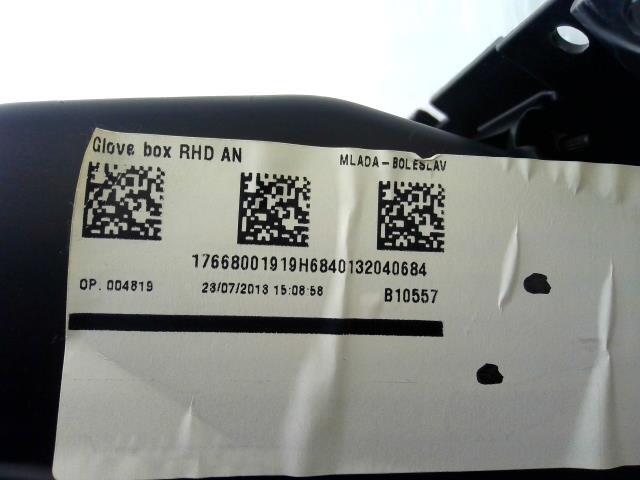 Glove box RHD AN
MLADA-BOLESLAV
17668001919H6840132040684
OP. 004819 23/07/2013 15:08:58 B10557